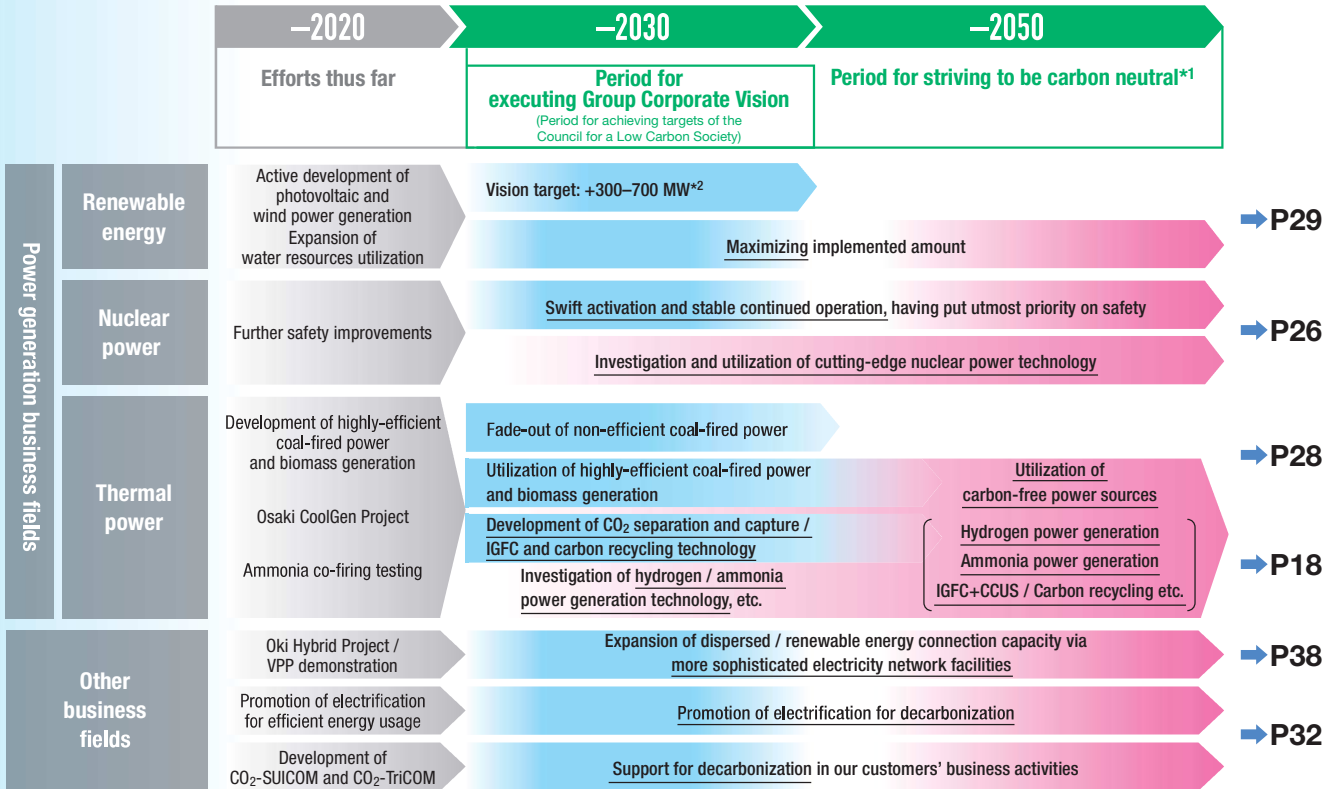 –2020
–2030
–2050
Efforts thus far
Period for
executing Group Corporate Vision
(Period for achieving targets of the
Council for a Low Carbon Society)
Period for striving to be carbon neutral*1
Power generation business fields
Renewable
energy
Active development of
photovoltaic and
wind power generation
Expansion of
water resources utilization
Vision target: +300–700 MW*2
Maximizing implemented amount
P29
Nuclear
power
Further safety improvements
Swift activation and stable continued operation, having put utmost priority on safety
Investigation and utilization of cutting-edge nuclear power technology
P26
Thermal
power
Development of highly-efficient
coal-fired power
and biomass generation
Osaki CoolGen Project
Ammonia co-firing testing
Fade-out of non-efficient coal-fired power
Utilization of highly-efficient coal-fired power
and biomass generation
Development of CO2 separation and capture /
IGFC and carbon recycling technology
Investigation of hydrogen / ammonia
power generation technology, etc.
Utilization of
carbon-free power sources
Hydrogen power generation
Ammonia power generation
IGFC+CCUS / Carbon recycling etc.
P28
P18
Other
business
fields
Oki Hybrid Project /
VPP demonstration
Expansion of dispersed / renewable energy connection capacity via
more sophisticated electricity network facilities
P38
Promotion of electrification
for efficient energy usage
Promotion of electrification for decarbonization
P32
Development of
CO2-SUICOM and CO2-TriCOM
Support for decarbonization in our customers' business activities